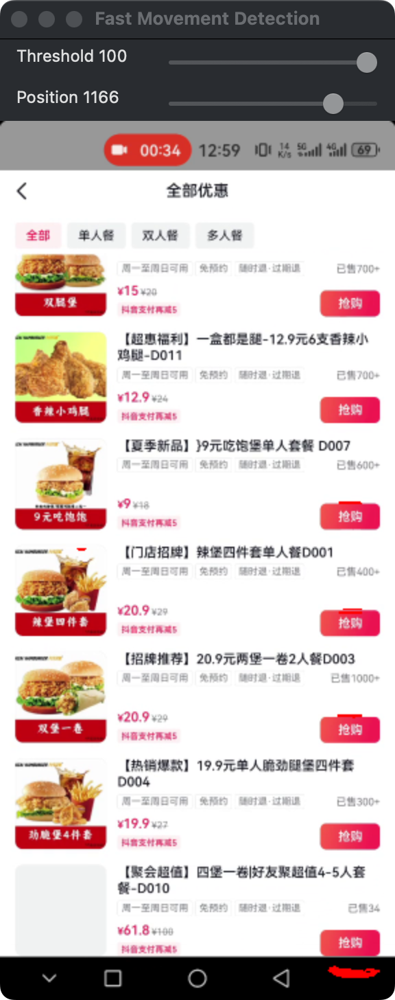 Fast Movement Detection
Threshold 100
Position 1166
00:34 12:59 14 K/s 5G 4G 69
全部优惠
全部 单人餐 双人餐 多人餐
双腿堡
周一至周日可用 免预约 随时退·过期退 已售700+
¥15 ¥20
抖音支付再减5
抢购
香辣小鸡腿
【超惠福利】一盒都是腿-12.9元6支香辣小
鸡腿-D011
周一至周日可用 免预约 随时退·过期退 已售700+
¥12.9 ¥24
抖音支付再减5
抢购
9元吃饱饱
【夏季新品】}9元吃饱堡单人套餐 D007
周一至周日可用 免预约 随时退·过期退 已售600+
¥9 ¥18
抖音支付再减5
抢购
辣堡四件套
【门店招牌】辣堡四件套单人餐D001
周一至周日可用 免预约 随时退·过期退 已售400+
¥20.9 ¥29
抖音支付再减5
抢购
双堡一卷
【招牌推荐】20.9元两堡一卷2人餐D003
周一至周日可用 免预约 随时退·过期退 已售1000+
¥20.9 ¥29
抖音支付再减5
抢购
劲脆堡4件套
【热销爆款】19.9元单人脆劲腿堡四件套
D004
周一至周日可用 免预约 随时退·过期退 已售300+
¥19.9 ¥27
抖音支付再减5
抢购
【聚会超值】四堡一卷|好友聚超值4-5人套
餐-D010
周一至周日可用 免预约 随时退·过期退 已售34
¥61.8 ¥100
抖音支付再减5
抢购